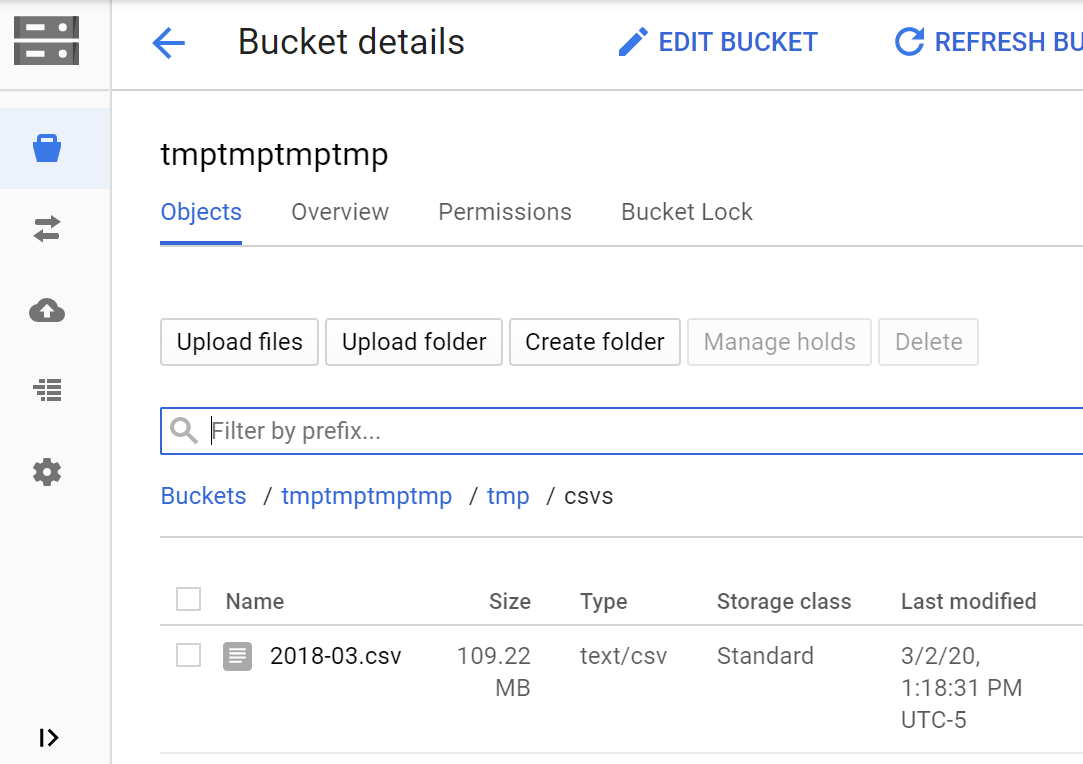 Bucket details
EDIT BUCKET
REFRESH BU
tmptmptmptmp
Objects
Overview
Permissions
Bucket Lock
Upload files
Upload folder
Create folder
Manage holds
Delete
Filter by prefix...
Buckets / tmptmptmptmp / tmp / csvs
Name Size Type Storage class Last modified
2018-03.csv 109.22 text/csv Standard 3/2/20,
MB 1:18:31 PM
UTC-5